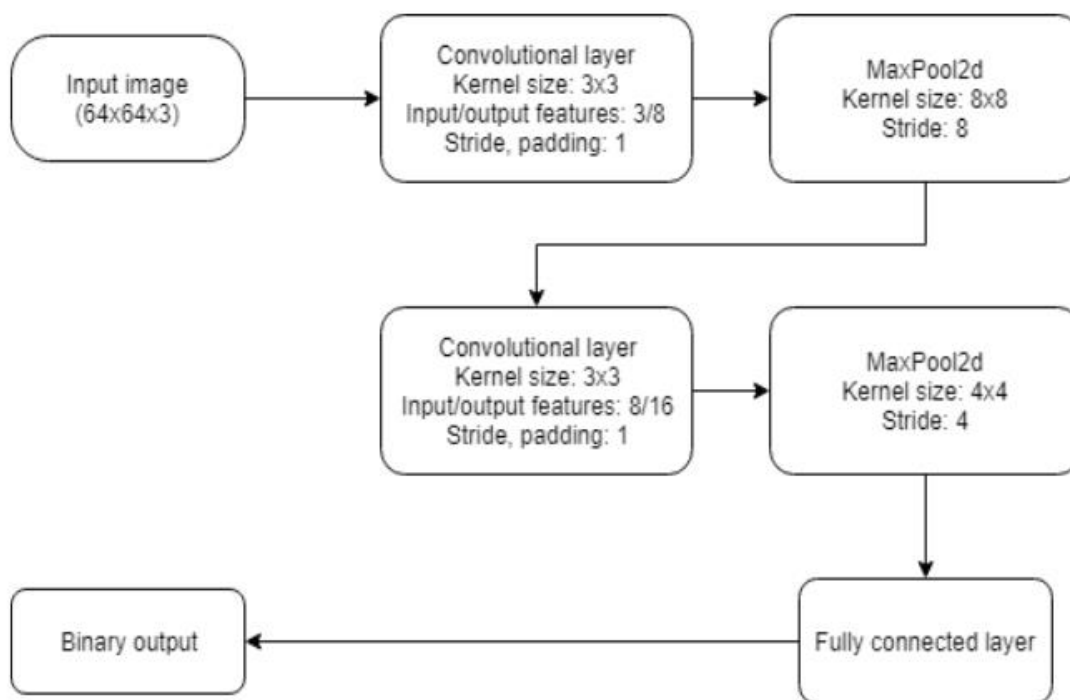 Input image
(64x64x3)
Convolutional layer
Kernel size: 3x3
Input/output features: 3/8
Stride, padding: 1
MaxPool2d
Kernel size: 8x8
Stride: 8
Convolutional layer
Kernel size: 3x3
Input/output features: 8/16
Stride, padding: 1
MaxPool2d
Kernel size: 4x4
Stride: 4
Fully connected layer
Binary output